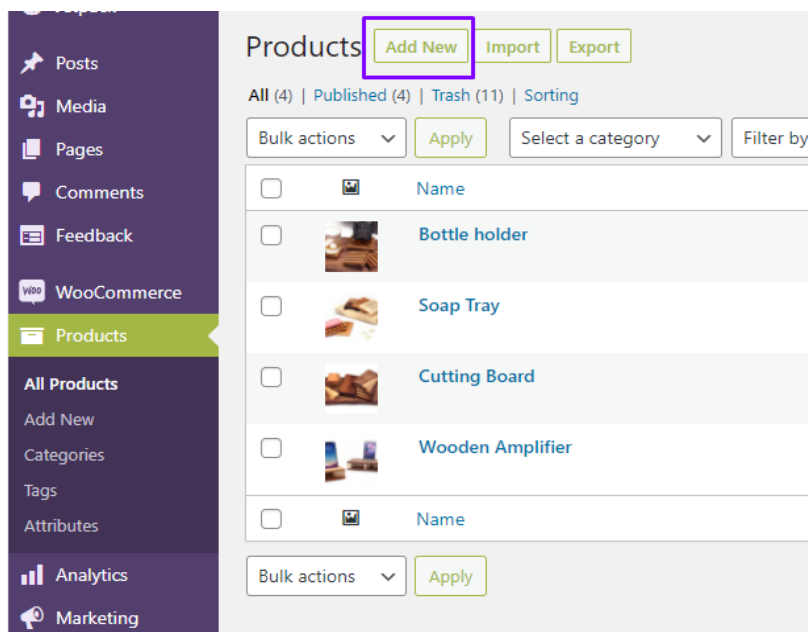 Posts
Media
Pages
Comments
Feedback
Woo WooCommerce
Products
All Products
Add New
Categories
Tags
Attributes
Analytics
Marketing
Products Add New Import Export
All (4) | Published (4) | Trash (11) | Sorting
Bulk actions Apply Select a category Filter by
Name
Bottle holder
Soap Tray
Cutting Board
Wooden Amplifier
Name
Bulk actions Apply